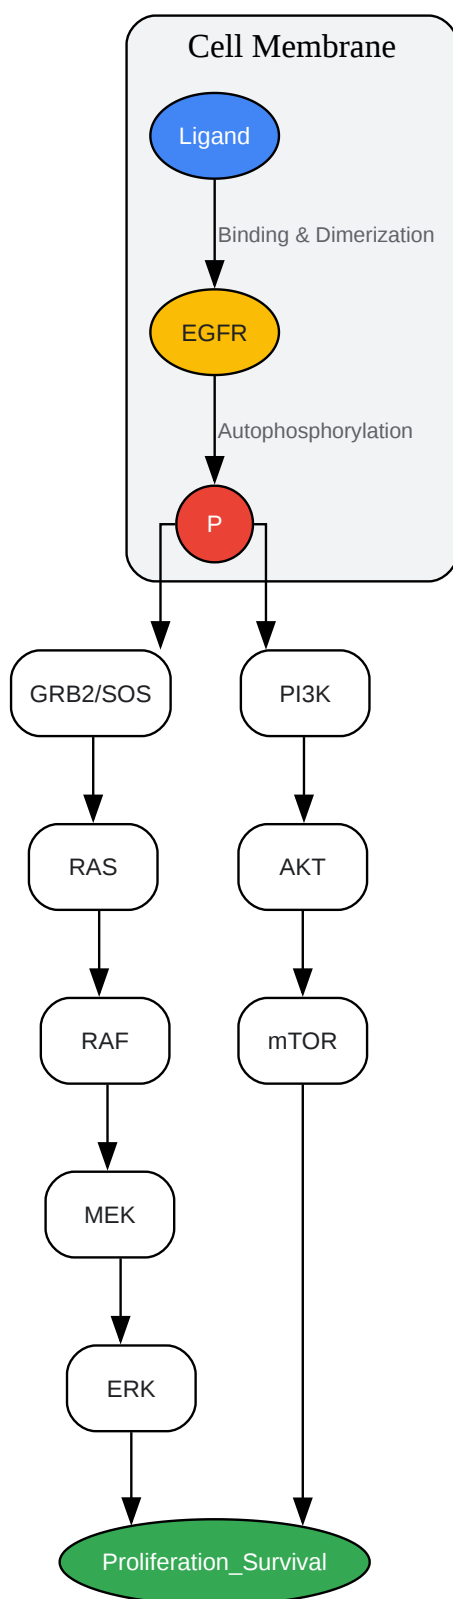 Cell Membrane
Ligand
Binding & Dimerization
EGFR
Autophosphorylation
P
GRB2/SOS
PI3K
RAS
AKT
RAF
mTOR
MEK
ERK
Proliferation_Survival